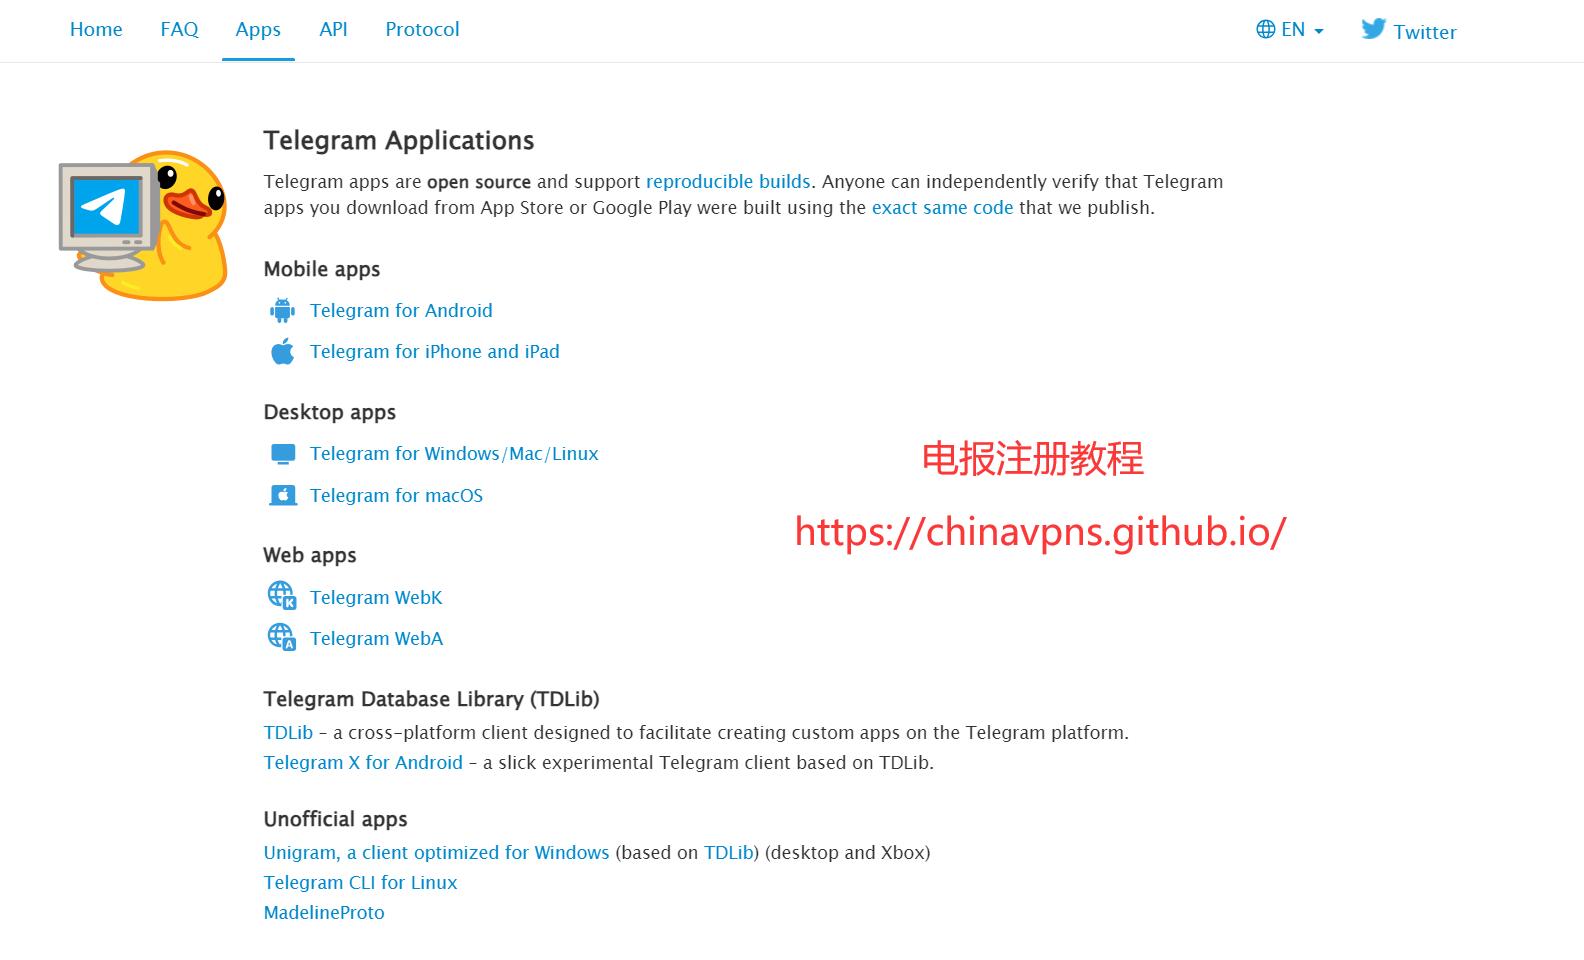 Home FAQ Apps API Protocol EN Twitter
Telegram Applications
Telegram apps are open source and support reproducible builds. Anyone can independently verify that Telegram
apps you download from App Store or Google Play were built using the exact same code that we publish.
Mobile apps
Telegram for Android
Telegram for iPhone and iPad
Desktop apps
Telegram for Windows/Mac/Linux
Telegram for macOS
电报注册教程
https://chinavpns.github.io/
Web apps
K Telegram WebK
A Telegram WebA
Telegram Database Library (TDLib)
TDLib – a cross-platform client designed to facilitate creating custom apps on the Telegram platform.
Telegram X for Android – a slick experimental Telegram client based on TDLib.
Unofficial apps
Unigram, a client optimized for Windows (based on TDLib) (desktop and Xbox)
Telegram CLI for Linux
MadelineProto